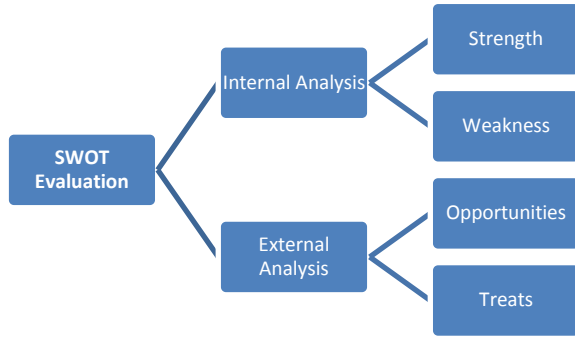 SWOT
Evaluation
Internal Analysis
Strength
Weakness
External
Analysis
Opportunities
Treats